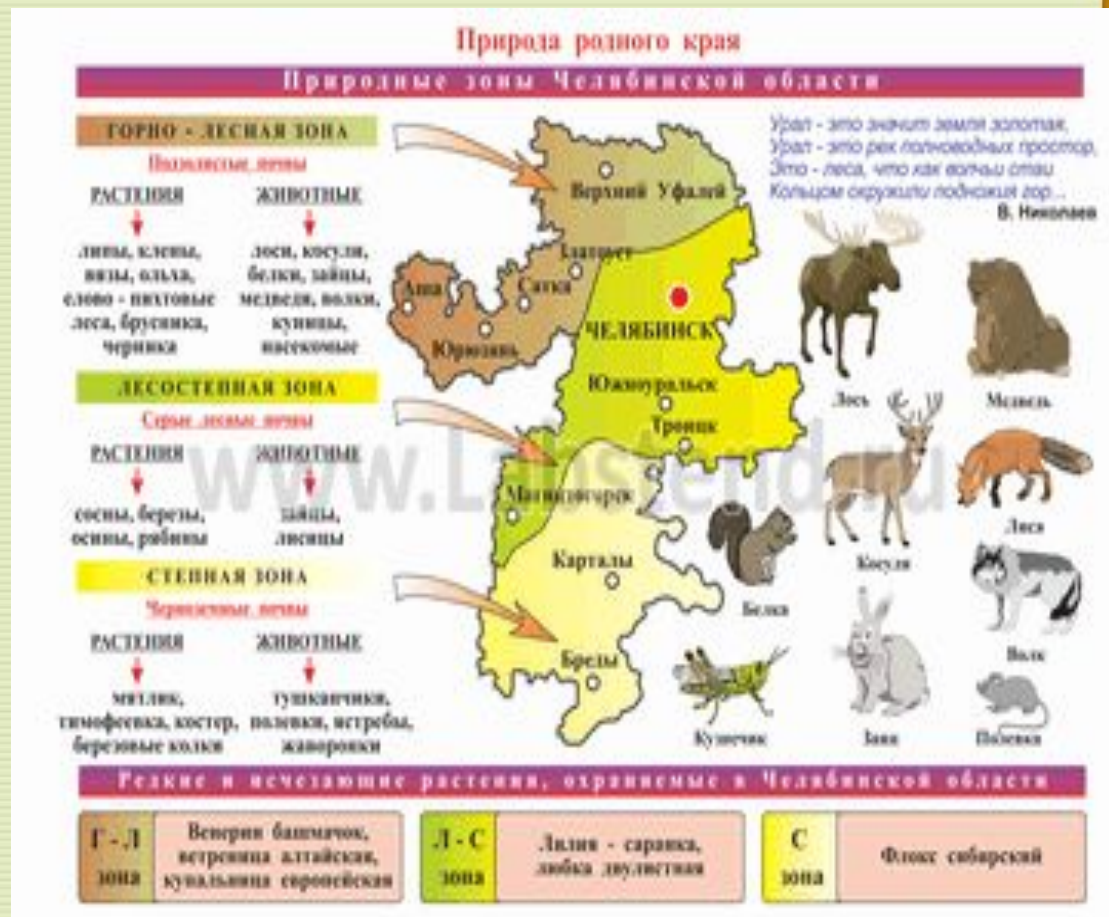 Природа родного края
Природные зоны Челябинской области
ГОРНО - ЛЕСНАЯ ЗОНА
Подзолистые почвы
РАСТЕНИЯ
липы, клены,
вязы, ольха,
елово - пихтовые
леса, брусника,
черника
ЖИВОТНЫЕ
лоси, косули,
белки, зайцы,
медведи, волки,
куницы,
насекомые
ЛЕСОСТЕПНАЯ ЗОНА
Серые лесные почвы
РАСТЕНИЯ
сосны, березы,
осины, рябины
ЖИВОТНЫЕ
зайцы,
лисицы
СТЕПНАЯ ЗОНА
Черноземные почвы
РАСТЕНИЯ
мятлик,
тимофеевка, костер,
березовые колки
ЖИВОТНЫЕ
тушканчики,
полевки, ястребы,
жаворонки
Верхний Уфалей
Златоуст
Аша
Сатка
Юрюзань
ЧЕЛЯБИНСК
Южноуральск
Троицк
Магнитогорск
Карталы
Бреды
Урал - это значит земля золотая,
Урал - это рек полноводных простор,
Это - леса, что как волчьи стаи
Кольцом окружили подножия гор...
В. Николаев
Лось
Медведь
Косуля
Лиса
Белка
Волк
Кузнечик
Заяц
Полевка
www.Labstend.ru
Редкие и исчезающие растения, охраняемые в Челябинской области
Г - Л
зона
Венерин башмачок,
ветреница алтайская,
купальница европейская
Л - С
зона
Лилия - саранка,
любка двулистная
С
зона
Флокс сибирский